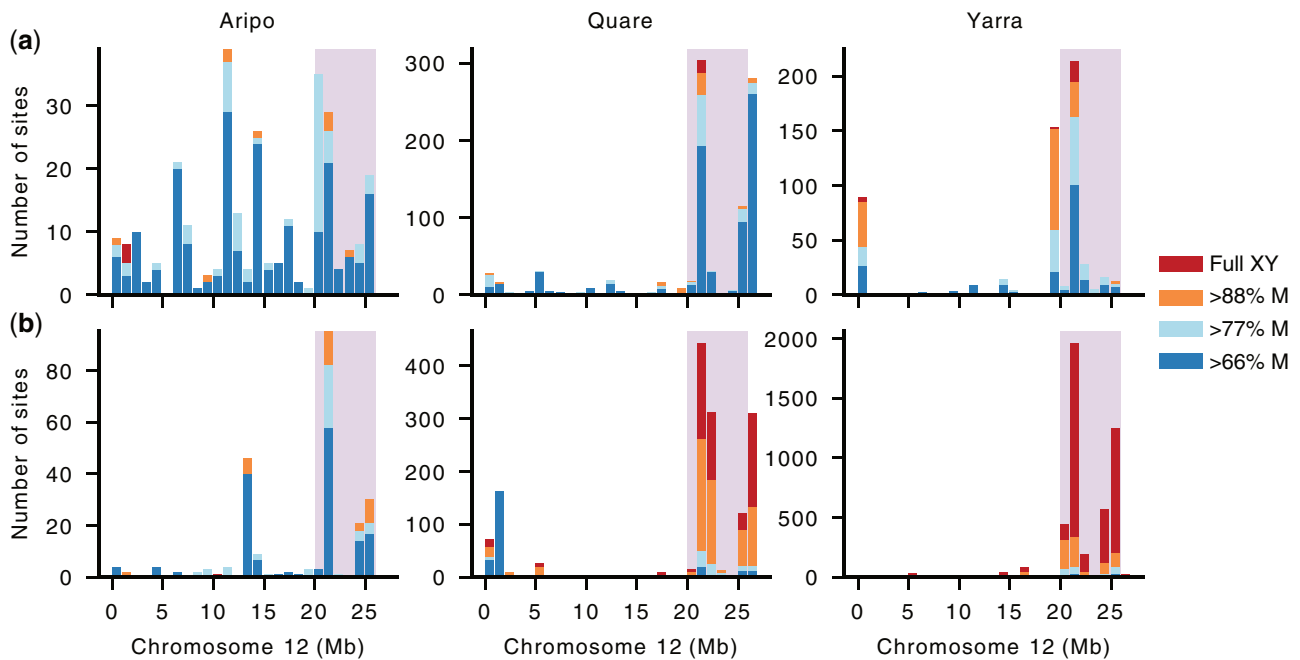 Aripo Quare Yarra
(a)
Number of sites
30
20
10
0
300
200
100
0
200
150
100
50
0
Full XY
>88% M
>77% M
>66% M
(b)
Number of sites
80
60
40
20
0
400
300
200
100
0
2000
1500
1000
500
0
0 5 10 15 20 25
0 5 10 15 20 25
0 5 10 15 20 25
Chromosome 12 (Mb) Chromosome 12 (Mb) Chromosome 12 (Mb)